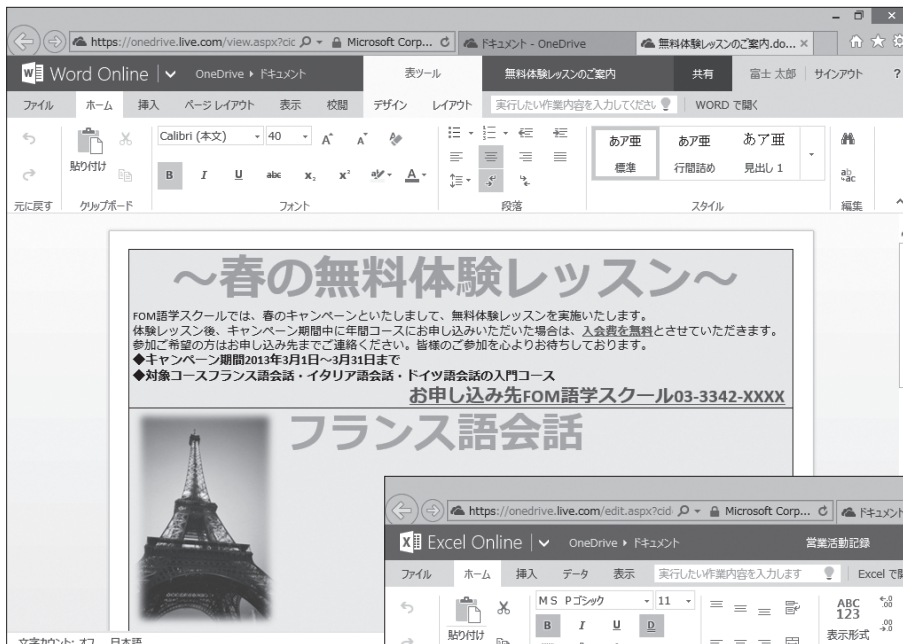 https://onedrive.live.com/view.aspx?cic Microsoft Corp... ドキュメント - OneDrive 無料体験レッスンのご案内.do... ×
Word Online OneDrive ▸ ドキュメント 表ツール 無料体験レッスンのご案内 共有 富士 太郎 サインアウト ?
ファイル ホーム 挿入 ページ レイアウト 表示 校閲 デザイン レイアウト 実行したい作業内容を入力してください WORD で開く
貼り付け Calibri (本文) 40 A A あア亜 あア亜 あア亜
標準 行間詰め 見出し 1
B I U abc x₂ x² aby A ab ac
元に戻す クリップボード フォント 段落 スタイル 編集
～春の無料体験レッスン～
FOM語学スクールでは、春のキャンペーンといたしまして、無料体験レッスンを実施いたします。
体験レッスン後、キャンペーン期間中に年間コースにお申し込みいただいた場合は、入会費を無料とさせていただきます。
参加ご希望の方はお申し込み先までご連絡ください。皆様のご参加を心よりお待ちしております。
◆キャンペーン期間2013年3月1日～3月31日まで
◆対象コースフランス語会話・イタリア語会話・ドイツ語会話の入門コース
お申し込み先FOM語学スクール03-3342-XXXX
フランス語会話
https://onedrive.live.com/edit.aspx?cid Microsoft Corp... ドキュメント
Excel Online OneDrive ▸ ドキュメント 営業活動記録
ファイル ホーム 挿入 データ 表示 実行したい作業内容を入力します Excel で
貼り付け MS Pゴシック 11 ABC 123
B I U D 表示形式
文字カウント: オフ 日本語